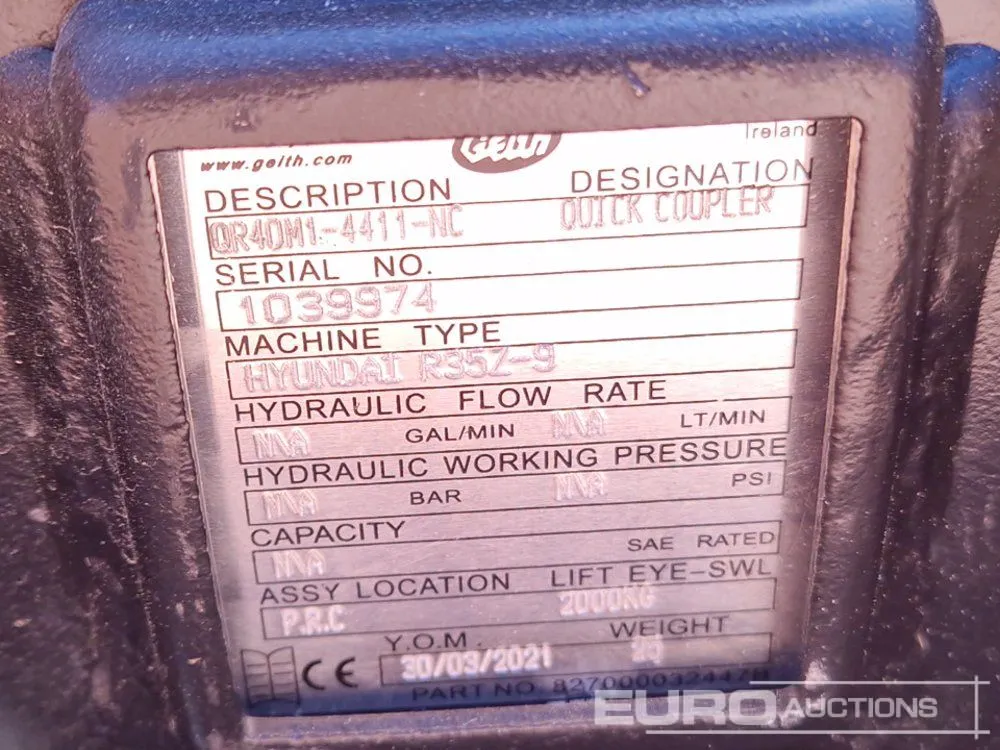 www.geith.com Geith Ireland
DESCRIPTION DESIGNATION
QR40M1-4411-NC QUICK COUPLER
SERIAL NO.
1039974
MACHINE TYPE
HYUNDAI R35Z-9
HYDRAULIC FLOW RATE
N\A GAL/MIN N\A LT/MIN
HYDRAULIC WORKING PRESSURE
N\A BAR N\A PSI
CAPACITY
N\A SAE RATED
ASSY LOCATION LIFT EYE-SWL
P.R.C 2000KG
Y.O.M. WEIGHT
CE 30/03/2021
PART NO.
EURO AUCTIONS